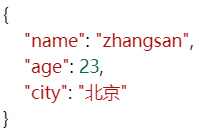 {
    "name": "zhangsan",
    "age": 23,
    "city": "北京"
}